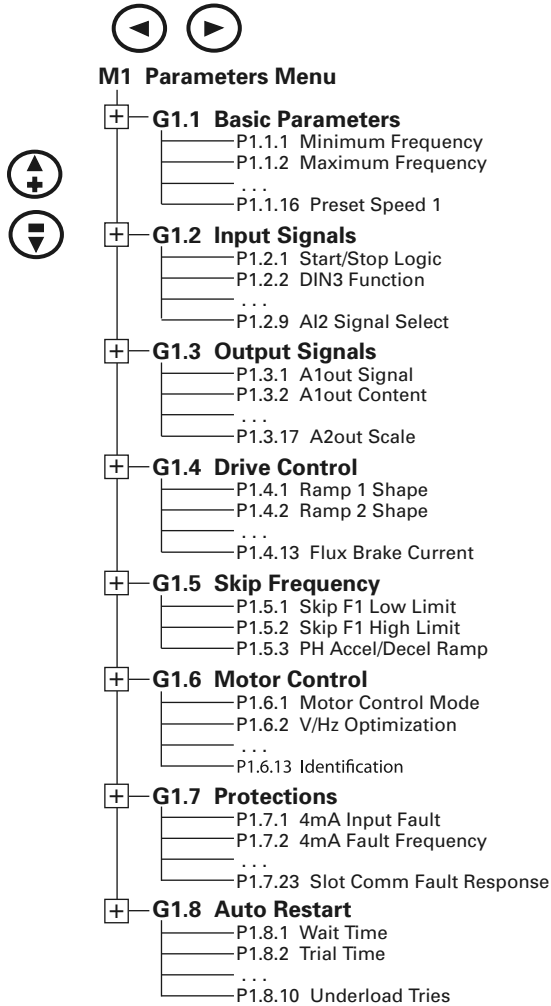 M1 Parameters Menu
+ G1.1 Basic Parameters
P1.1.1 Minimum Frequency
P1.1.2 Maximum Frequency
. . .
P1.1.16 Preset Speed 1
+ G1.2 Input Signals
P1.2.1 Start/Stop Logic
P1.2.2 DIN3 Function
. . .
P1.2.9 AI2 Signal Select
+ G1.3 Output Signals
P1.3.1 A1out Signal
P1.3.2 A1out Content
. . .
P1.3.17 A2out Scale
+ G1.4 Drive Control
P1.4.1 Ramp 1 Shape
P1.4.2 Ramp 2 Shape
. . .
P1.4.13 Flux Brake Current
+ G1.5 Skip Frequency
P1.5.1 Skip F1 Low Limit
P1.5.2 Skip F1 High Limit
P1.5.3 PH Accel/Decel Ramp
+ G1.6 Motor Control
P1.6.1 Motor Control Mode
P1.6.2 V/Hz Optimization
. . .
P1.6.13 Identification
+ G1.7 Protections
P1.7.1 4mA Input Fault
P1.7.2 4mA Fault Frequency
. . .
P1.7.23 Slot Comm Fault Response
+ G1.8 Auto Restart
P1.8.1 Wait Time
P1.8.2 Trial Time
. . .
P1.8.10 Underload Tries